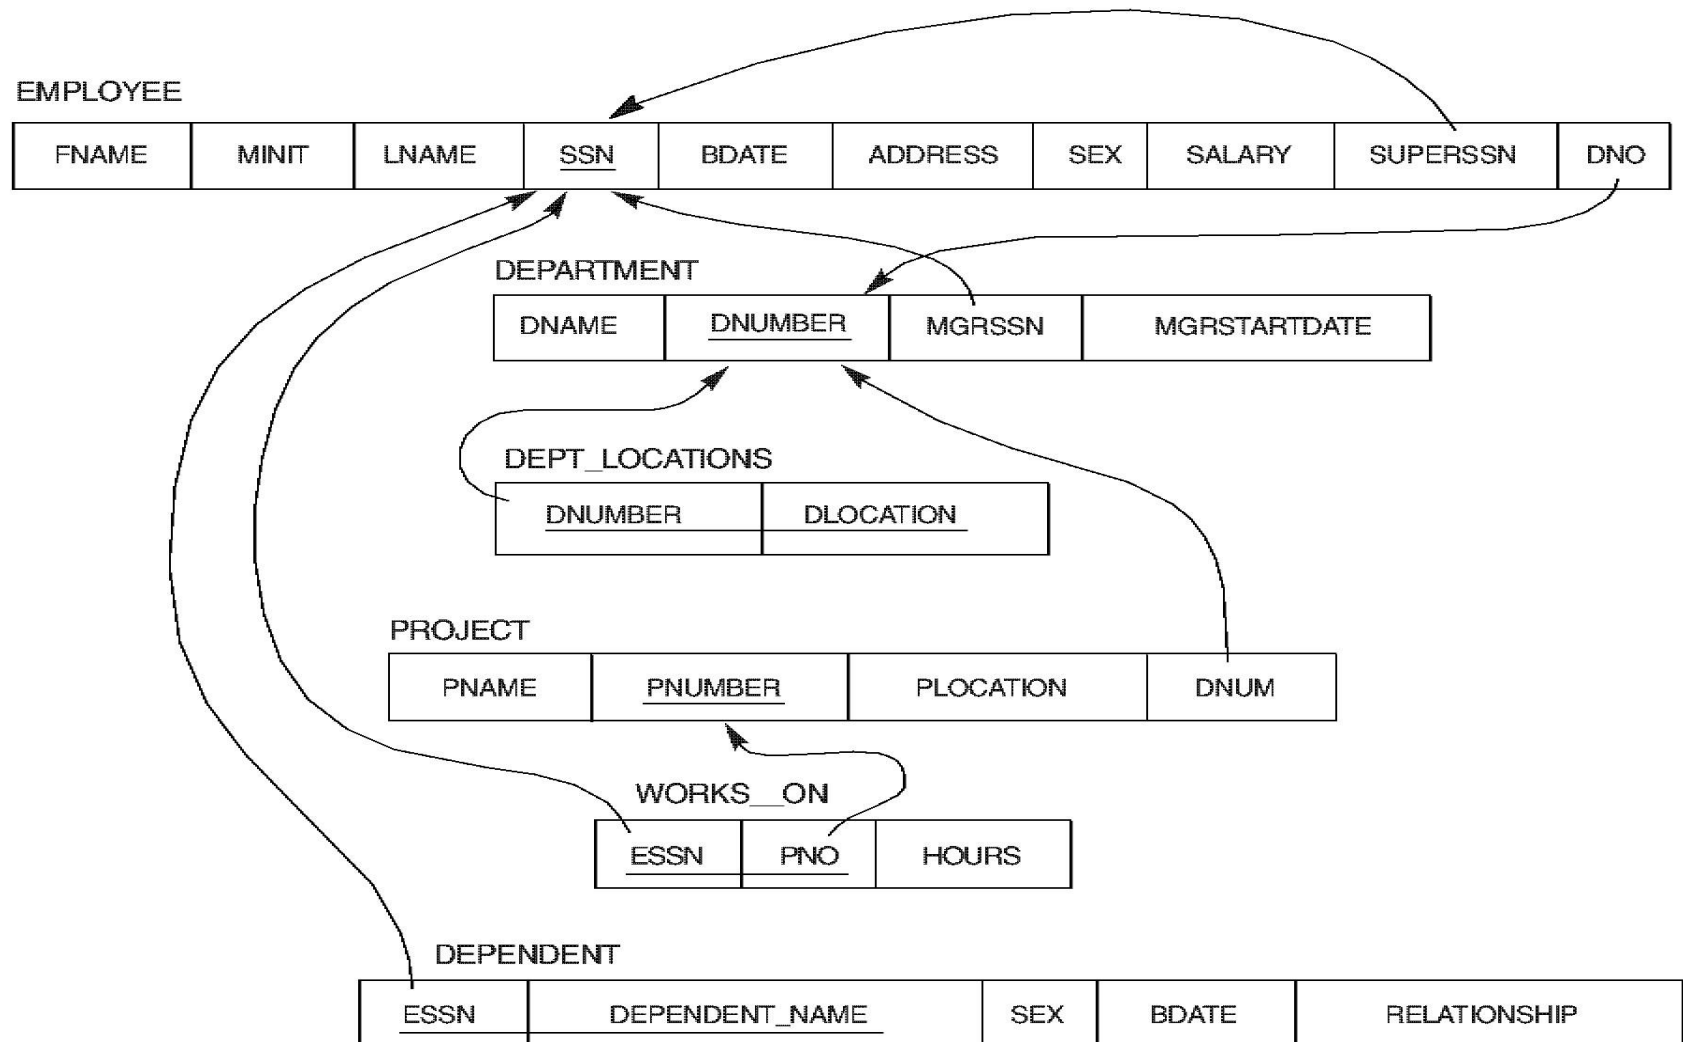 EMPLOYEE
FNAME MINIT LNAME SSN BDATE ADDRESS SEX SALARY SUPERSSN DNO
DEPARTMENT
DNAME DNUMBER MGRSSN MGRSTARTDATE
DEPT_LOCATIONS
DNUMBER DLOCATION
PROJECT
PNAME PNUMBER PLOCATION DNUM
WORKS__ON
ESSN PNO HOURS
DEPENDENT
ESSN DEPENDENT_NAME SEX BDATE RELATIONSHIP